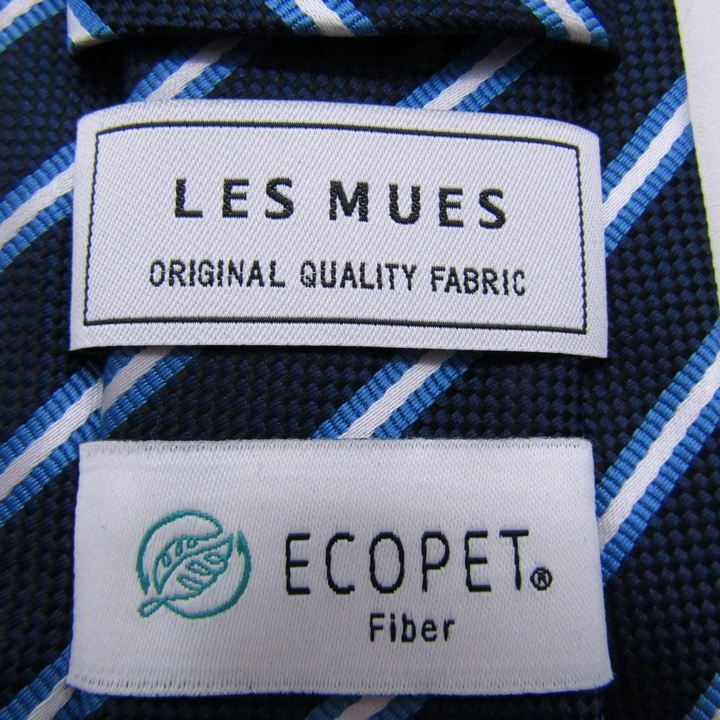 LES MUES
ORIGINAL QUALITY FABRIC
ECOPET®
Fiber